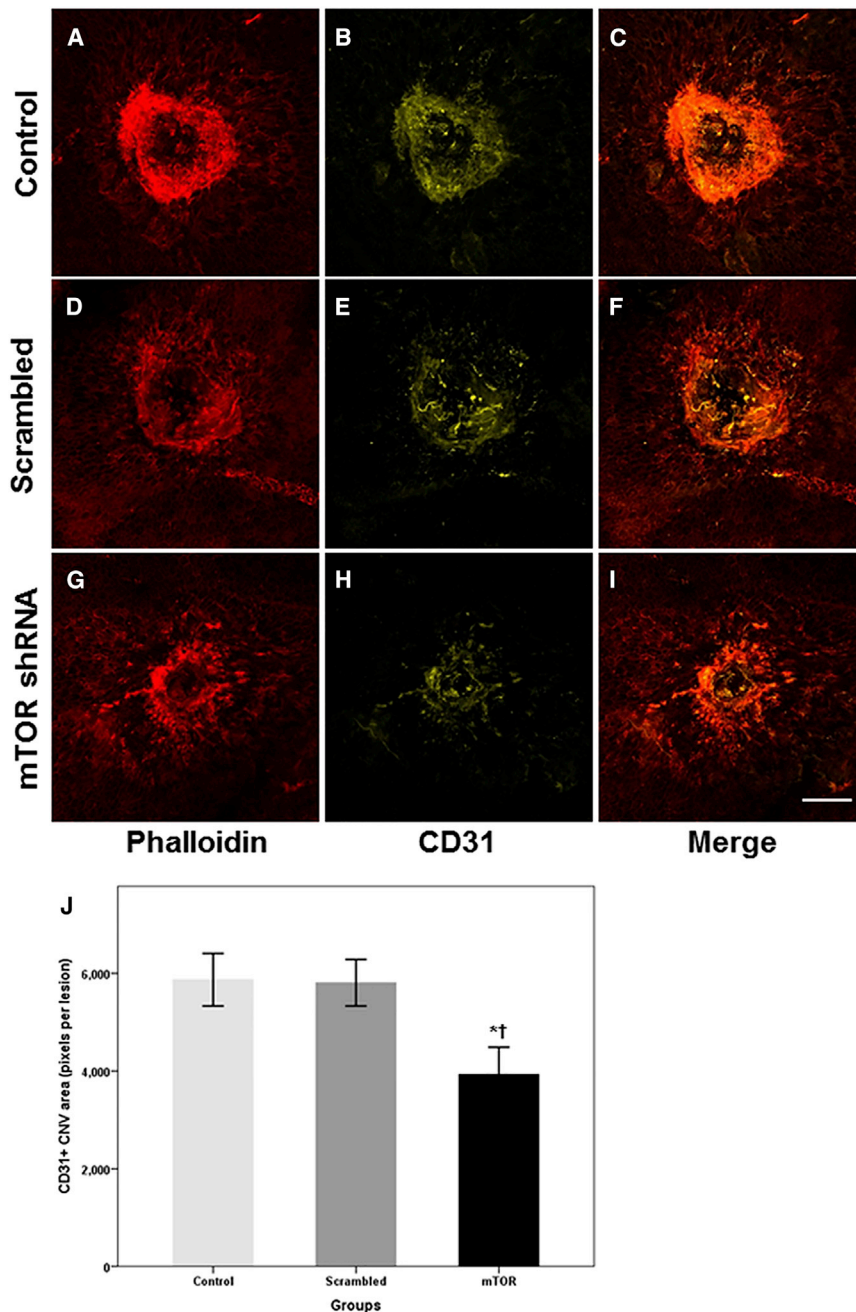 A
B
C
Control
D
E
F
Scrambled
G
H
I
mTOR shRNA
Phalloidin
CD31
Merge
J
CD31+ CNV area (pixels per lesion)
6,000
4,000
2,000
0
*†
Control
Scrambled
mTOR
Groups